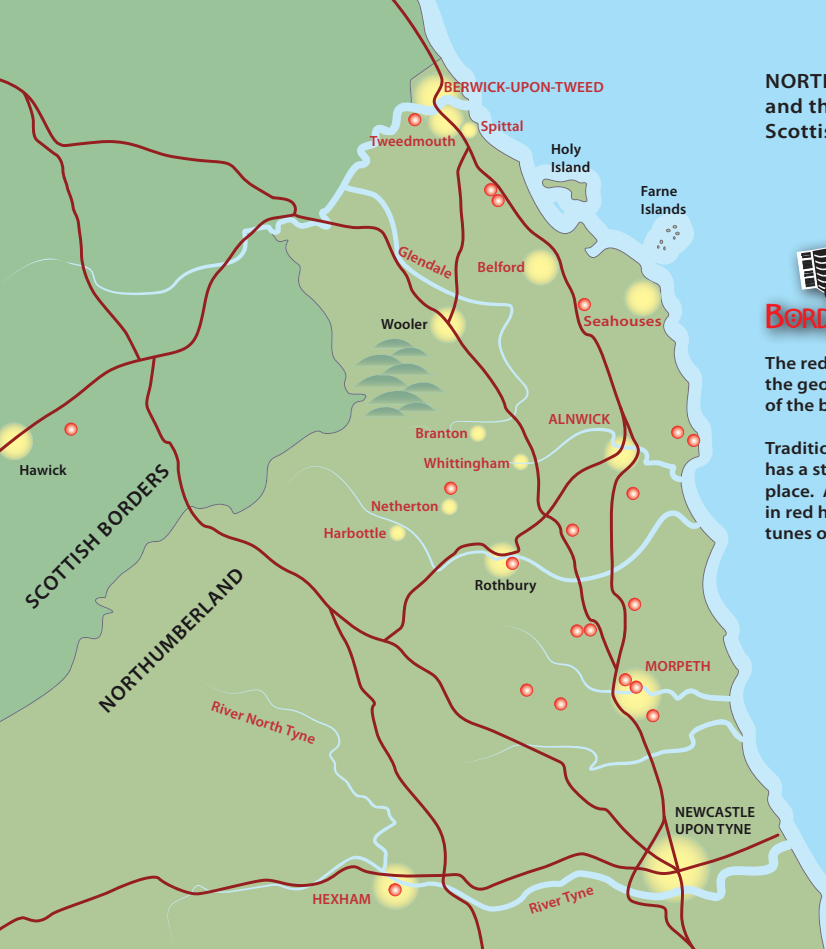 NORTH
and th
Scottis
BERWICK-UPON-TWEED
Spittal
Tweedmouth
Holy
Island
Farne
Islands
Glendale
Belford
Wooler
Seahouses
BORD
The red
the geo
of the b
ALNWICK
Branton
Traditio
has a st
place. A
in red h
tunes o
Whittingham
Hawick
Netherton
Harbottle
SCOTTISH BORDERS
NORTHUMBERLAND
Rothbury
MORPETH
River North Tyne
NEWCASTLE
UPON TYNE
HEXHAM
River Tyne